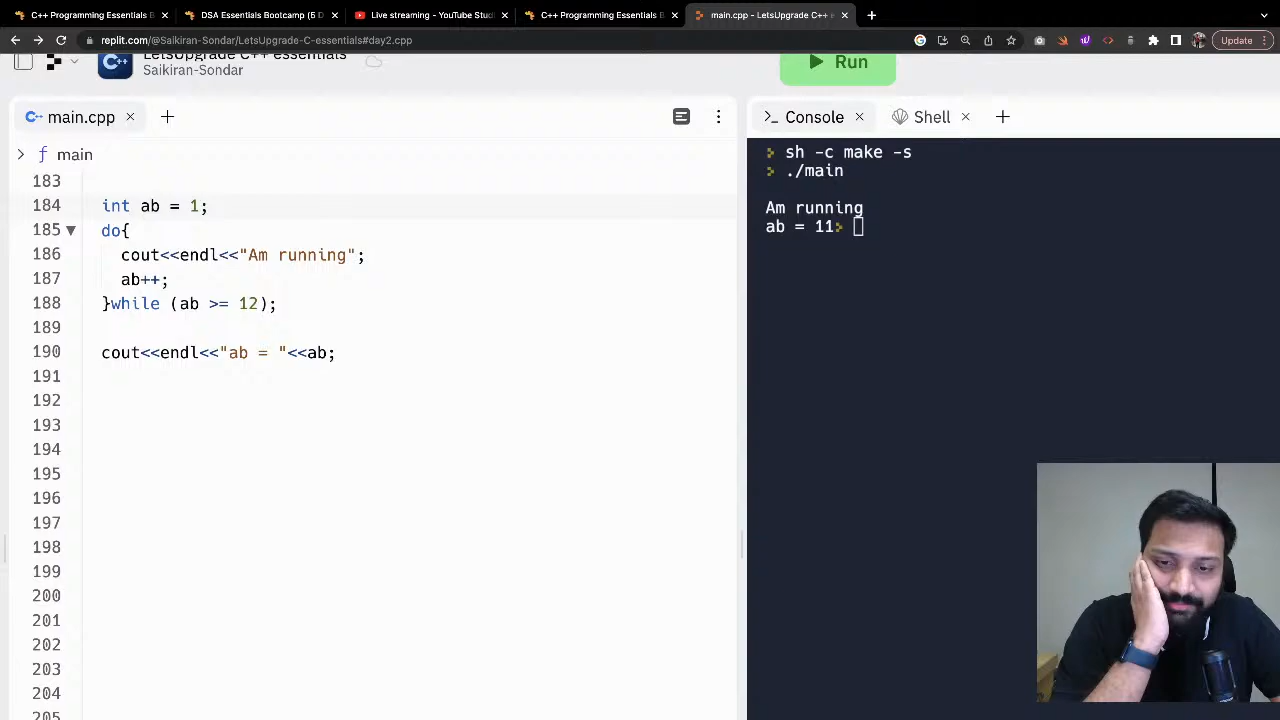 C++ Programming Essentials B
DSA Essentials Bootcamp (5 D
Live streaming - YouTube Stud
C++ Programming Essentials B
main.cpp - LetsUpgrade C++ e
replit.com/@Saikiran-Sondar/LetsUpgrade-C-essentials#day2.cpp
Update
LetsUpgrade C++ essentials
Saikiran-Sondar
Run
main.cpp
Console
Shell
main
183
184 int ab = 1;
185 do{
186 cout<<endl<<"Am running";
187 ab++;
188 }while (ab >= 12);
189
190 cout<<endl<<"ab = "<<ab;
191
192
193
194
195
196
197
198
199
200
201
202
203
204
205
sh -c make -s
./main
Am running
ab = 11